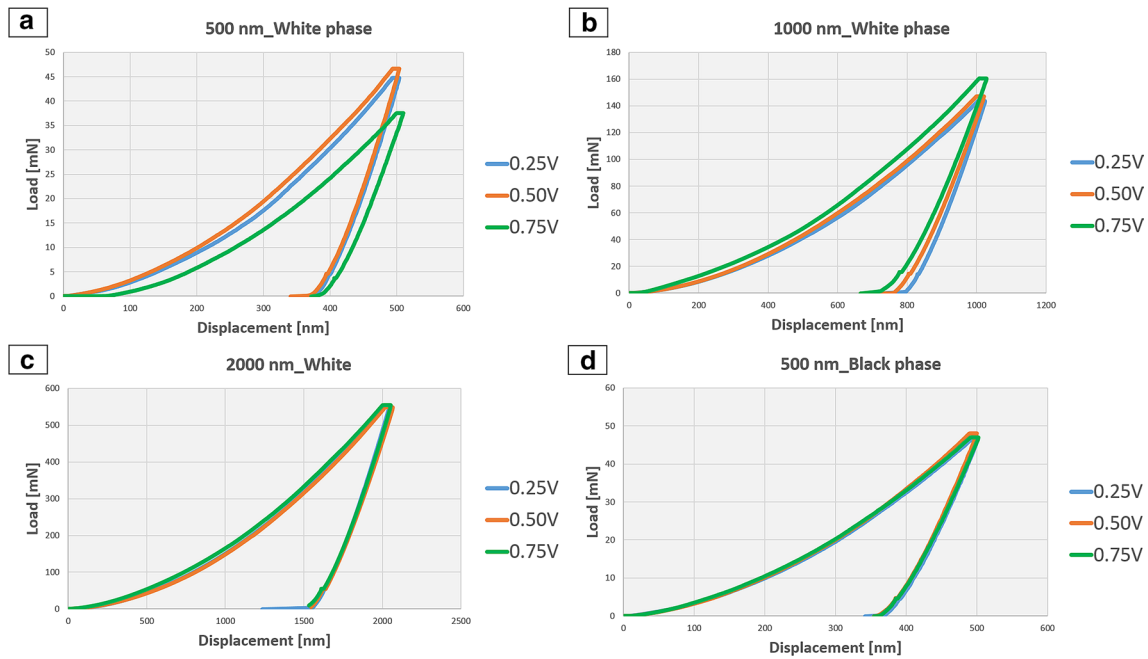 a
500 nm_White phase
50
45
40
35
30
25
20
15
10
5
0
Load [mN]
0 100 200 300 400 500 600
Displacement [nm]
0.25V
0.50V
0.75V
b
1000 nm_White phase
180
160
140
120
100
80
60
40
20
0
Load [mN]
0 200 400 600 800 1000 1200
Displacement [nm]
0.25V
0.50V
0.75V
c
2000 nm_White
600
500
400
300
200
100
0
Load [mN]
0 500 1000 1500 2000 2500
Displacement [nm]
0.25V
0.50V
0.75V
d
500 nm_Black phase
60
50
40
30
20
10
0
Load [mN]
0 100 200 300 400 500 600
Displacement [nm]
0.25V
0.50V
0.75V